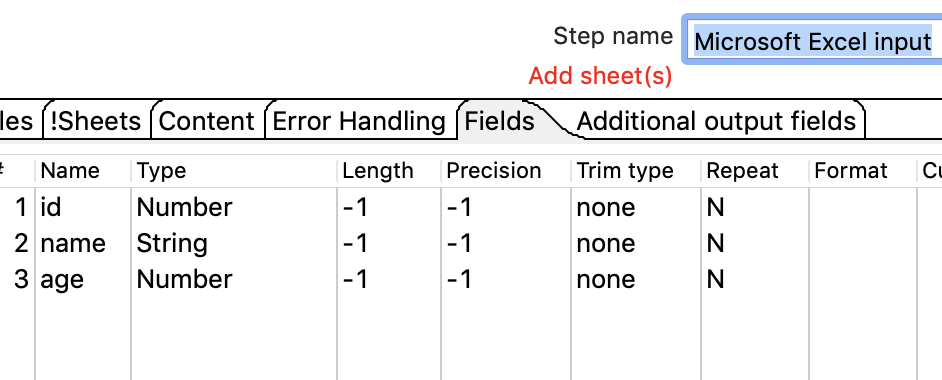 Step name Microsoft Excel input
Add sheet(s)
les !Sheets Content Error Handling Fields Additional output fields
# Name Type Length Precision Trim type Repeat Format Cu
1 id Number -1 -1 none N
2 name String -1 -1 none N
3 age Number -1 -1 none N